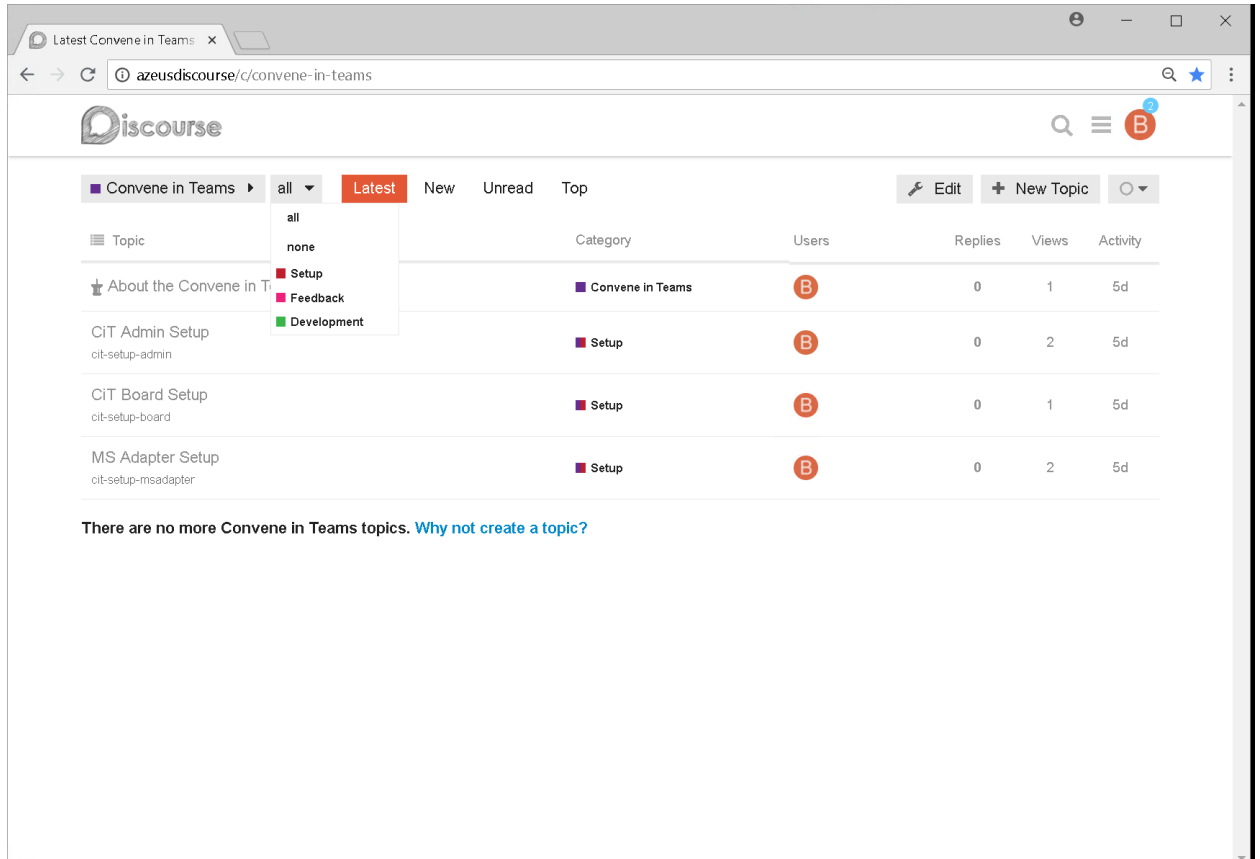 Latest Convene in Teams
azeusdiscourse/c/convene-in-teams
Discourse
2
B
Convene in Teams all Latest New Unread Top Edit New Topic
all
none
Setup
Feedback
Development
Topic Category Users Replies Views Activity
About the Convene in T Convene in Teams B 0 1 5d
CiT Admin Setup
cit-setup-admin
Setup B 0 2 5d
CiT Board Setup
cit-setup-board
Setup B 0 1 5d
MS Adapter Setup
cit-setup-msadapter
Setup B 0 2 5d
There are no more Convene in Teams topics. Why not create a topic?